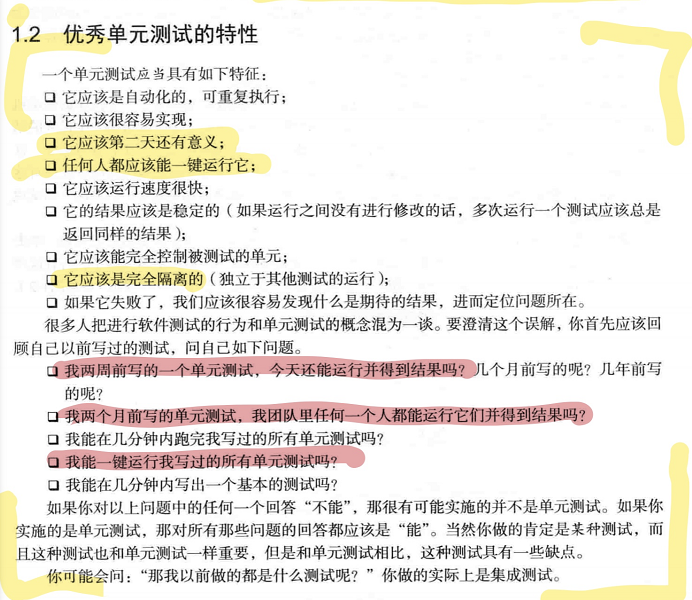 1.2 优秀单元测试的特性
一个单元测试应当具有如下特征：
❑ 它应该是自动化的，可重复执行；
❑ 它应该很容易实现；
❑ 它应该第二天还有意义；
❑ 任何人都应该能一键运行它；
❑ 它应该运行速度很快；
❑ 它的结果应该是稳定的（如果运行之间没有进行修改的话，多次运行一个测试应该总是
返回同样的结果）；
❑ 它应该能完全控制被测试的单元；
❑ 它应该是完全隔离的（独立于其他测试的运行）；
❑ 如果它失败了，我们应该很容易发现什么是期待的结果，进而定位问题所在。
很多人把进行软件测试的行为和单元测试的概念混为一谈。要澄清这个误解，你首先应该回
顾自己以前写过的测试，问自己如下问题。
❑ 我两周前写的一个单元测试，今天还能运行并得到结果吗？几个月前写的呢？几年前写
的呢？
❑ 我两个月前写的单元测试，我团队里任何一个人都能运行它们并得到结果吗？
❑ 我能在几分钟内跑完我写过的所有单元测试吗？
❑ 我能一键运行我写过的所有单元测试吗？
❑ 我能在几分钟内写出一个基本的测试吗？
如果你对以上问题中的任何一个回答“不能”，那很有可能实施的并不是单元测试。如果你
实施的是单元测试，那对所有那些问题的回答都应该是“能”。当然你做的肯定是某种测试，而
且这种测试也和单元测试一样重要，但是和单元测试相比，这种测试具有一些缺点。
你可能会问：“那我以前做的都是什么测试呢？”你做的实际上是集成测试。